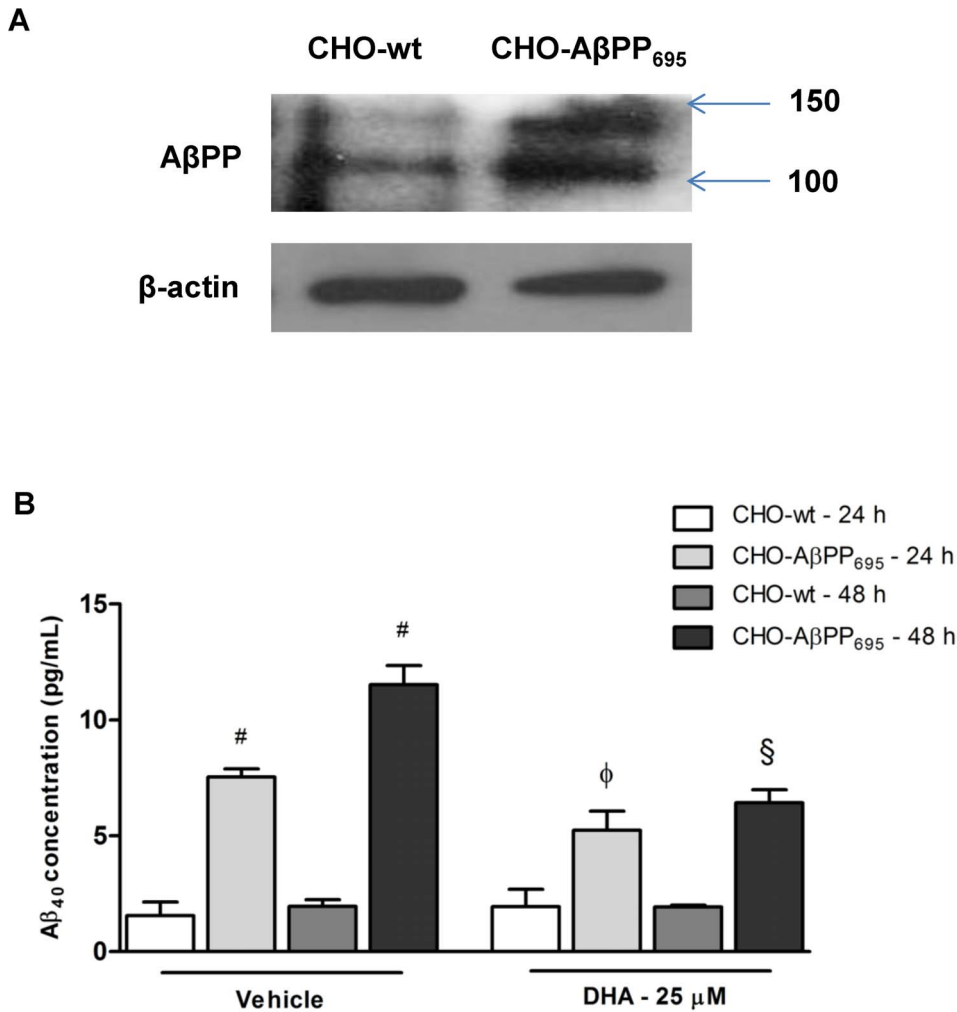 A
CHO-wt CHO-AβPP695
150
AβPP
100
β-actin
B
CHO-wt - 24 h
CHO-AβPP695 - 24 h
CHO-wt - 48 h
CHO-AβPP695 - 48 h
Aβ40 concentration (pg/mL)
15
10
5
0
#
#
ϕ
§
Vehicle
DHA - 25 μM